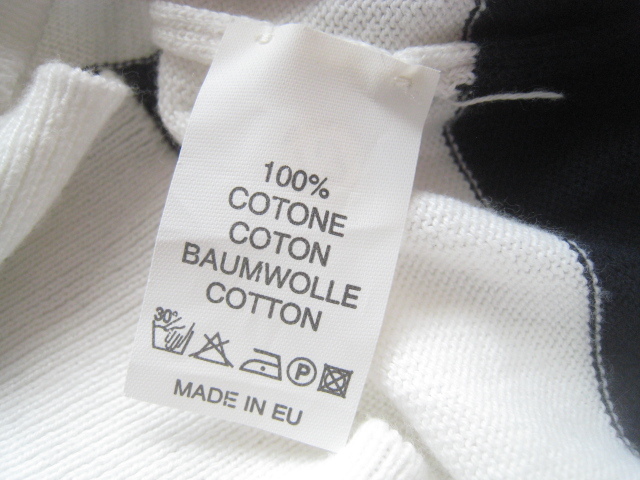 100%
COTONE
COTON
BAUMWOLLE
COTTON
30°
P
MADE IN EU